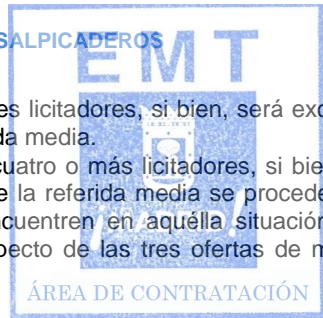 SALPICADEROS
es licitadores, si bien, será exc
da media.
cuatro o más licitadores, si bie
e la referida media se procede
cuentren en aquélla situación
pecto de las tres ofertas de m
EMT
ÁREA DE CONTRATACIÓN